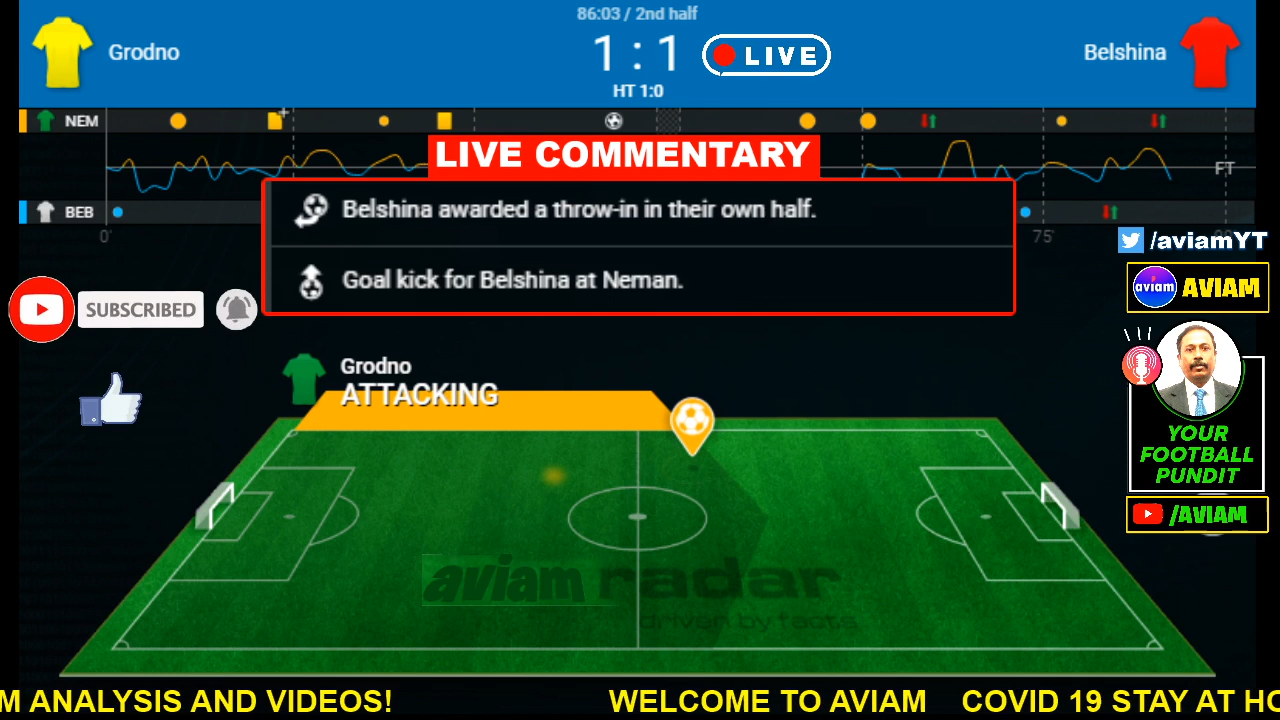 86:03 / 2nd half
Grodno
1 : 1
LIVE
Belshina
HT 1:0
NEM
LIVE COMMENTARY
FT
Belshina awarded a throw-in in their own half.
BEB
0'
75'
/aviamYT
Goal kick for Belshina at Neman.
aviam AVIAM
SUBSCRIBED
Grodno
ATTACKING
YOUR
FOOTBALL
PUNDIT
/AVIAM
aviam radar
driven by facts
M ANALYSIS AND VIDEOS! WELCOME TO AVIAM COVID 19 STAY AT HO